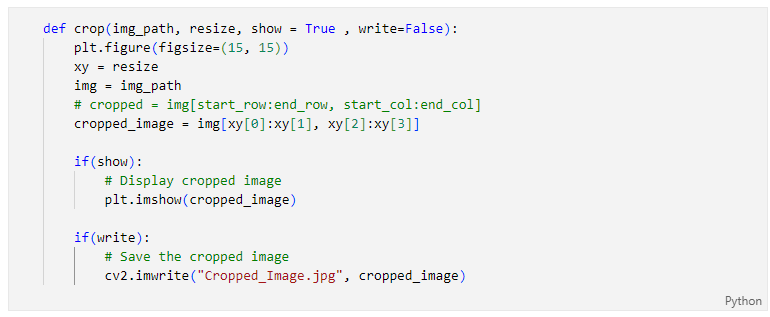 def crop(img_path, resize, show = True , write=False):
    plt.figure(figsize=(15, 15))
    xy = resize
    img = img_path
    # cropped = img[start_row:end_row, start_col:end_col]
    cropped_image = img[xy[0]:xy[1], xy[2]:xy[3]]

    if(show):
        # Display cropped image
        plt.imshow(cropped_image)

    if(write):
        # Save the cropped image
        cv2.imwrite("Cropped_Image.jpg", cropped_image)
Python